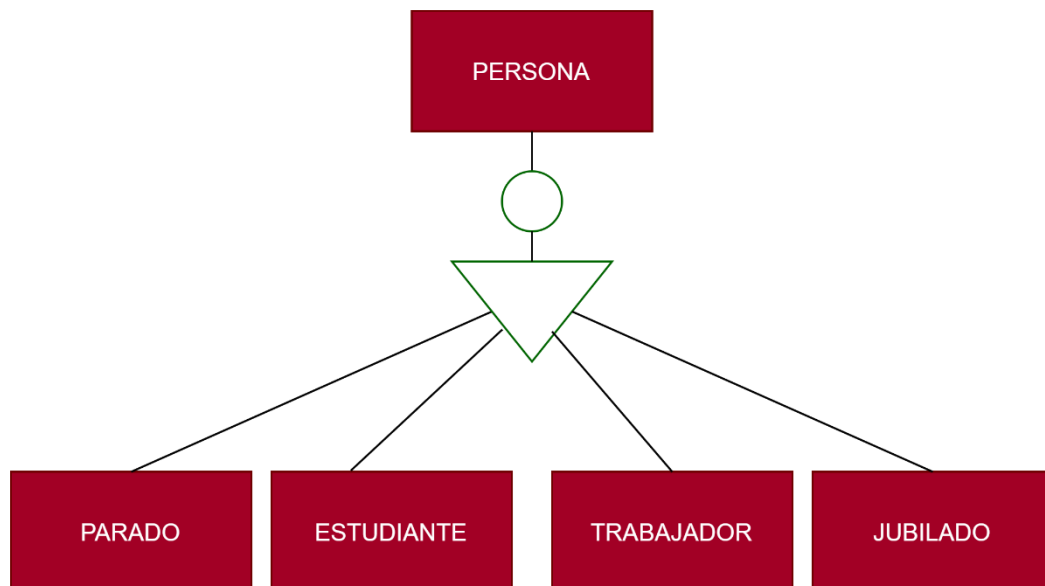 PERSONA
PARADO
ESTUDIANTE
TRABAJADOR
JUBILADO